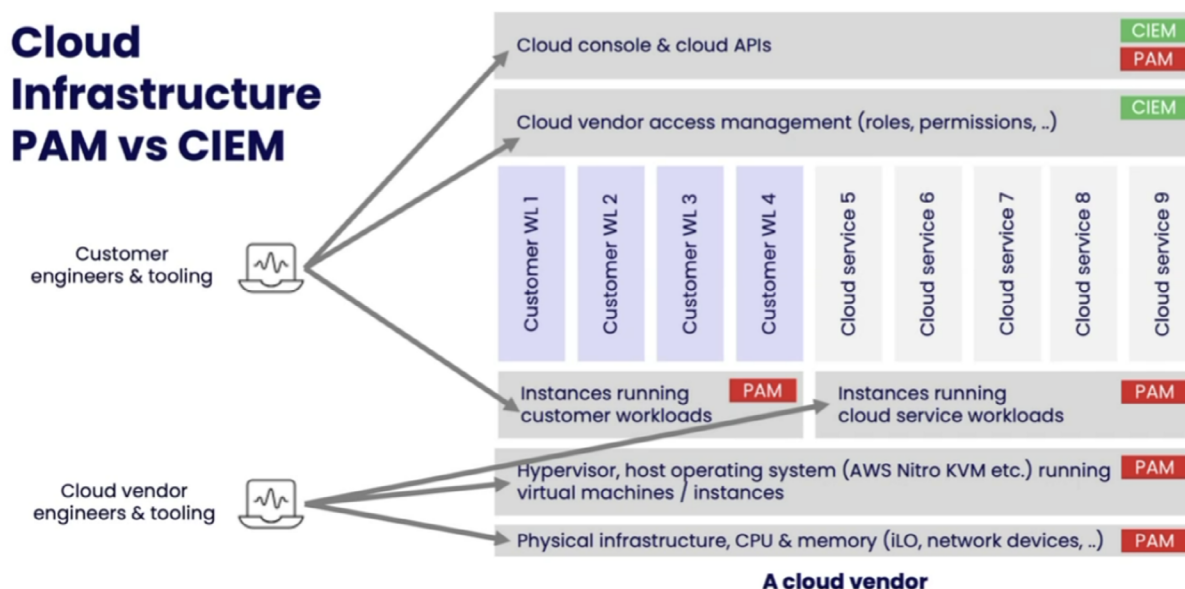 Cloud
Infrastructure
PAM vs CIEM
Cloud console & cloud APIs
CIEM
PAM
Cloud vendor access management (roles, permissions, ..)
CIEM
Customer
engineers & tooling
Customer WL 1
Customer WL 2
Customer WL 3
Customer WL 4
Cloud service 5
Cloud service 6
Cloud service 7
Cloud service 8
Cloud service 9
Instances running
customer workloads
PAM
Instances running
cloud service workloads
PAM
Cloud vendor
engineers & tooling
Hypervisor, host operating system (AWS Nitro KVM etc.) running
virtual machines / instances
PAM
Physical infrastructure, CPU & memory (iLO, network devices, ..)
PAM
A cloud vendor